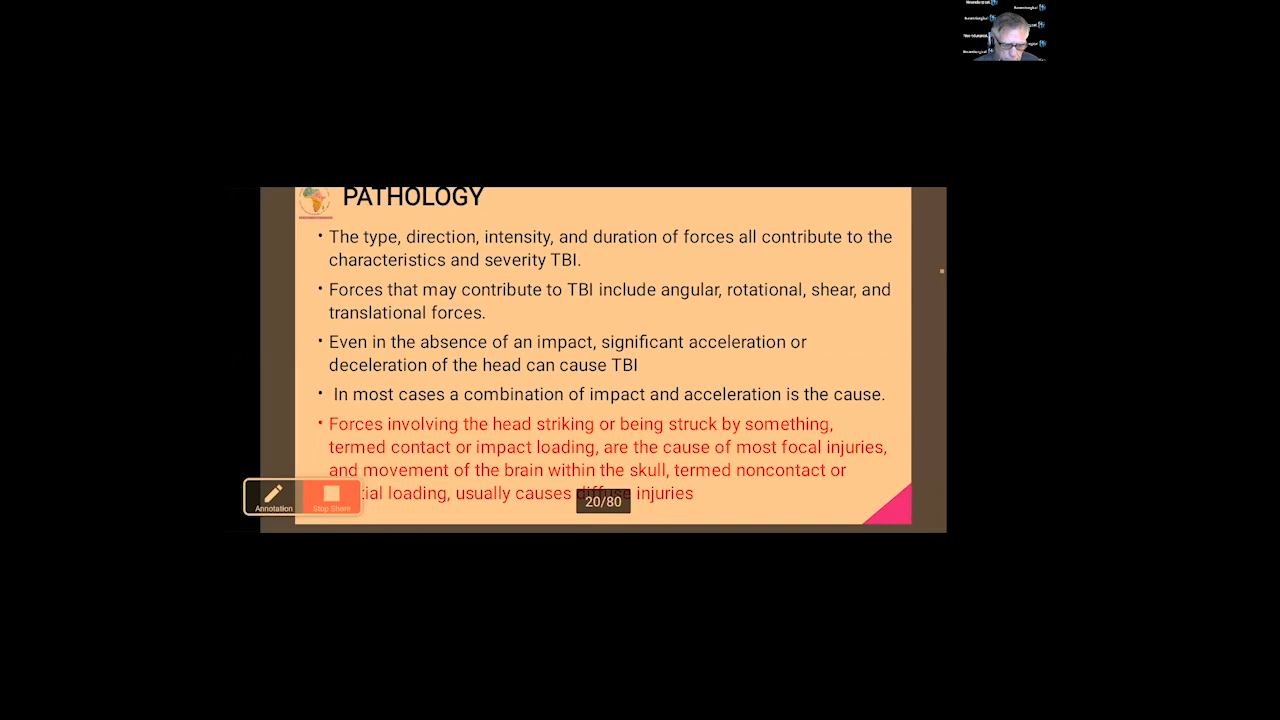 PATHOLOGY
• The type, direction, intensity, and duration of forces all contribute to the
characteristics and severity TBI.
• Forces that may contribute to TBI include angular, rotational, shear, and
translational forces.
• Even in the absence of an impact, significant acceleration or
deceleration of the head can cause TBI
• In most cases a combination of impact and acceleration is the cause.
• Forces involving the head striking or being struck by something,
termed contact or impact loading, are the cause of most focal injuries,
and movement of the brain within the skull, termed noncontact or
tial loading, usually causes diffuse injuries
Annotation
Stop Share
20/80